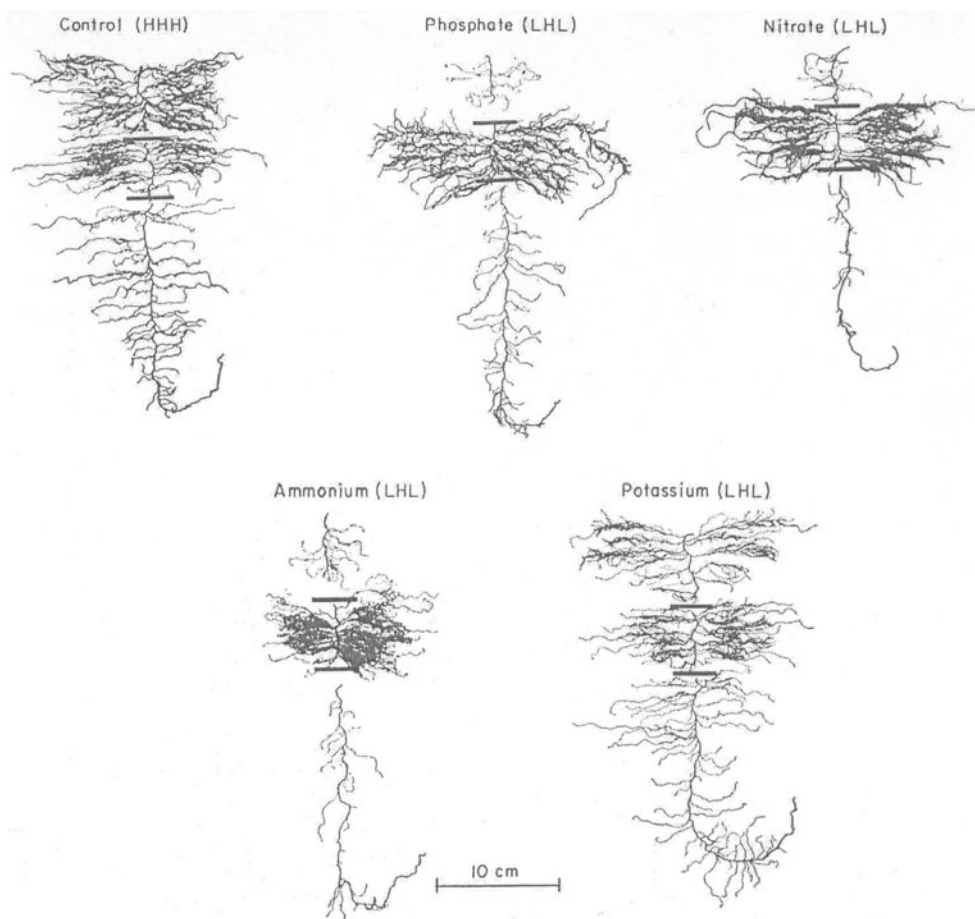 Control (HHH)
Phosphate (LHL)
Nitrate (LHL)
Ammonium (LHL)
Potassium (LHL)
10 cm